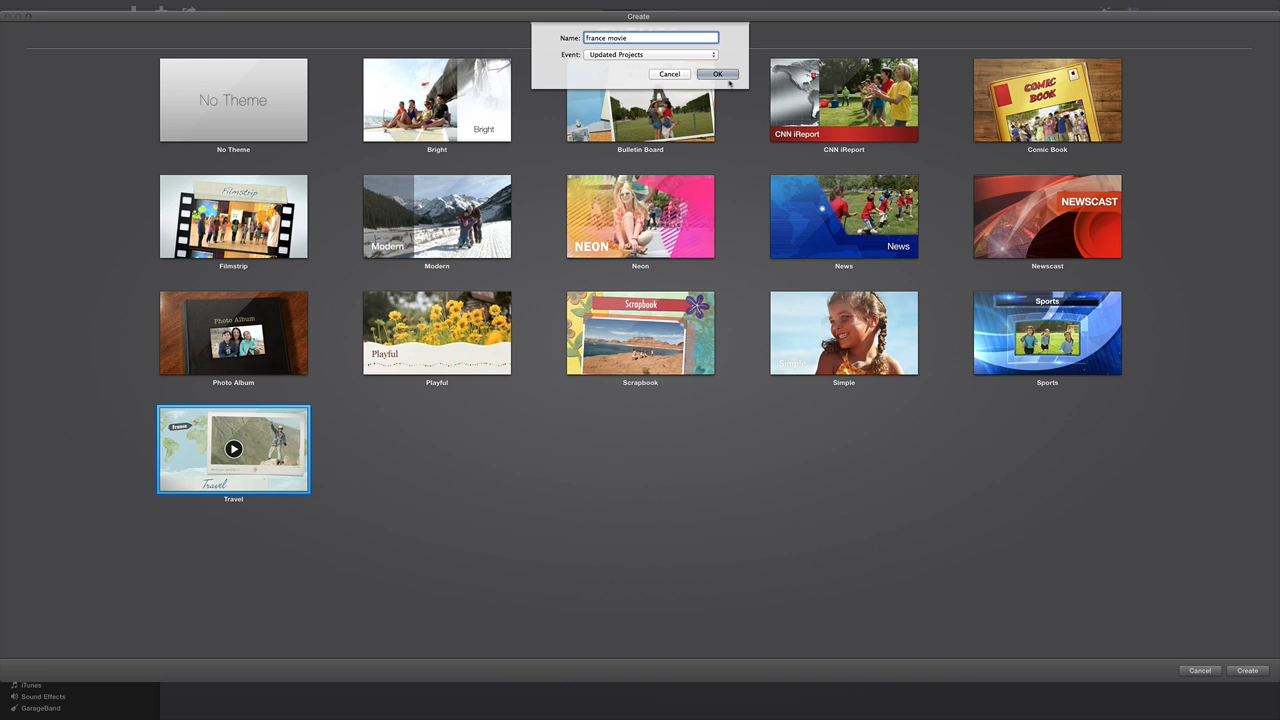 Create
Name: france movie
Event: Updated Projects
Cancel OK
No Theme
Bright
CNN iReport
COMIC BOOK
No Theme
Bright
Bulletin Board
CNN iReport
Comic Book
Filmstrip
Modern
NEON
News
NEWSCAST
Filmstrip
Modern
Neon
News
Newscast
Photo Album
Playful
Scrapbook
Simple
Sports
Photo Album
Playful
Scrapbook
Simple
Sports
France
Travel
Travel
Cancel Create
iTunes
Sound Effects
GarageBand